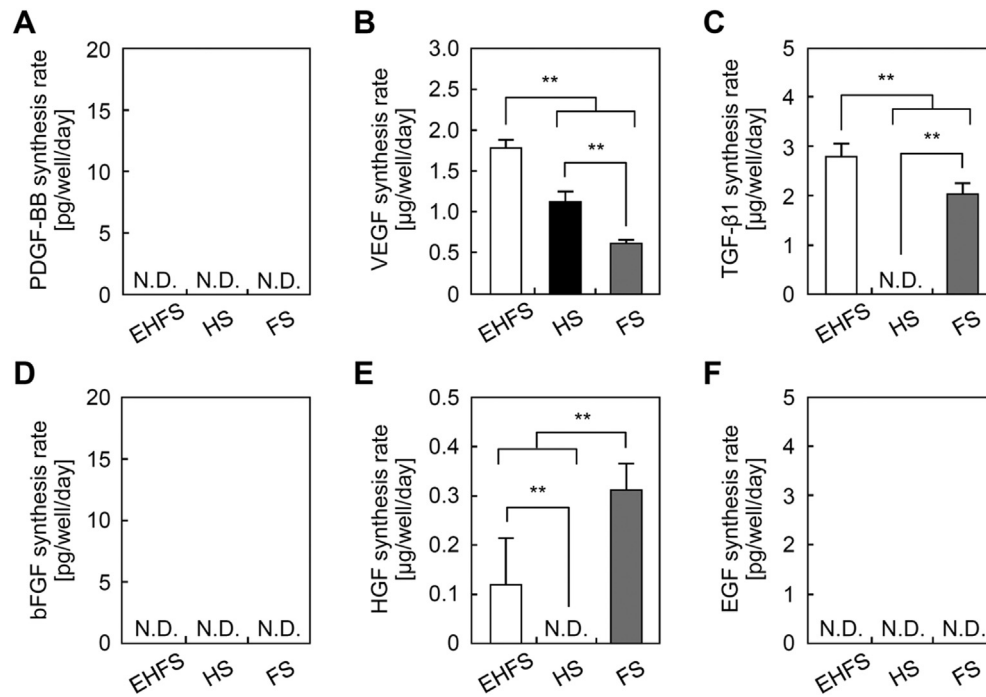 A
PDGF-BB synthesis rate
[pg/well/day]
20
15
10
5
0
N.D. N.D. N.D.
EHFS HS FS
B
VEGF synthesis rate
[µg/well/day]
3.0
2.5
2.0
1.5
1.0
0.5
0
**
**
EHFS HS FS
C
TGF-β1 synthesis rate
[µg/well/day]
5
4
3
2
1
0
**
**
N.D.
EHFS HS FS
D
bFGF synthesis rate
[pg/well/day]
20
15
10
5
0
N.D. N.D. N.D.
EHFS HS FS
E
HGF synthesis rate
[µg/well/day]
0.5
0.4
0.3
0.2
0.1
0
**
**
N.D.
EHFS HS FS
F
EGF synthesis rate
[pg/well/day]
5
4
3
2
1
0
N.D. N.D. N.D.
EHFS HS FS